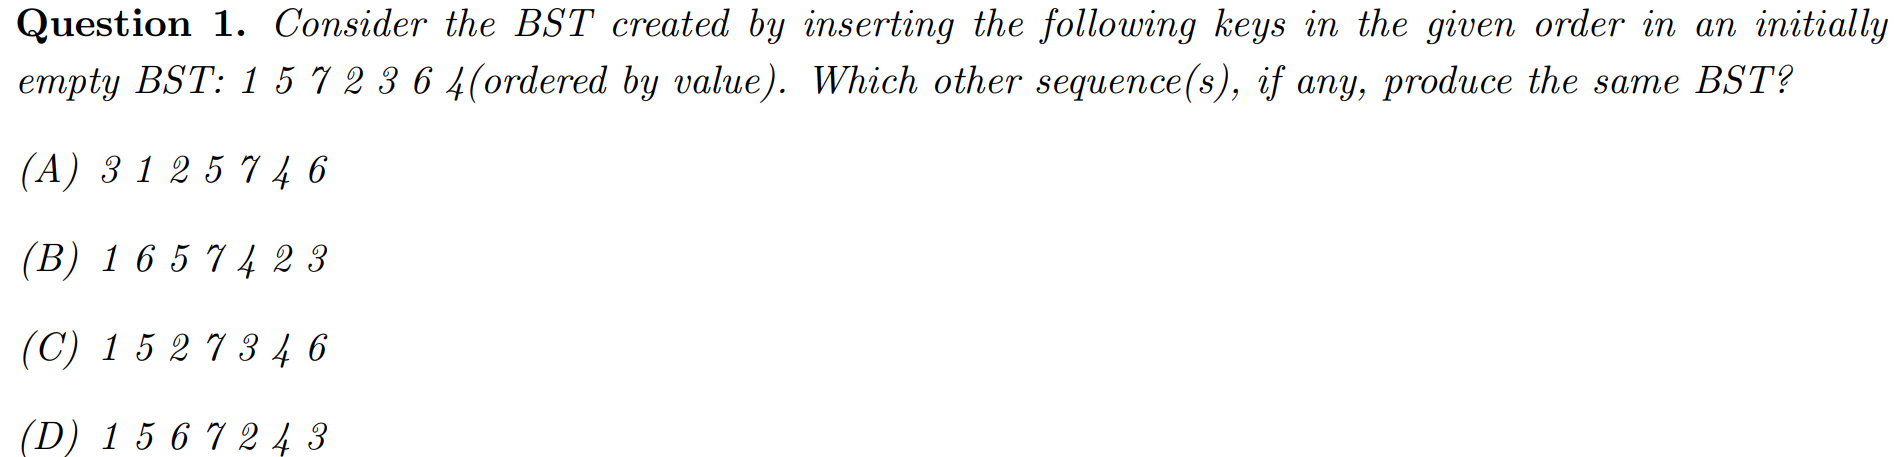 Question 1. Consider the BST created by inserting the following keys in the given order in an initially
empty BST: 1 5 7 2 3 6 4(ordered by value). Which other sequence(s), if any, produce the same BST?
(A) 3 1 2 5 7 4 6
(B) 1 6 5 7 4 2 3
(C) 1 5 2 7 3 4 6
(D) 1 5 6 7 2 4 3